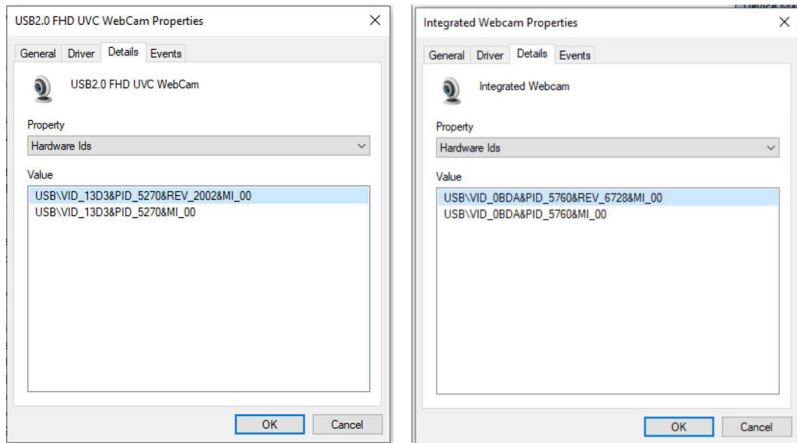 USB2.0 FHD UVC WebCam Properties
General Driver Details Events
USB2.0 FHD UVC WebCam
Property
Hardware Ids
Value
USB\VID_13D3&PID_5270&REV_2002&MI_00
USB\VID_13D3&PID_5270&MI_00
OK Cancel
Integrated Webcam Properties
General Driver Details Events
Integrated Webcam
Property
Hardware Ids
Value
USB\VID_0BDA&PID_5760&REV_6728&MI_00
USB\VID_0BDA&PID_5760&MI_00
OK Cancel